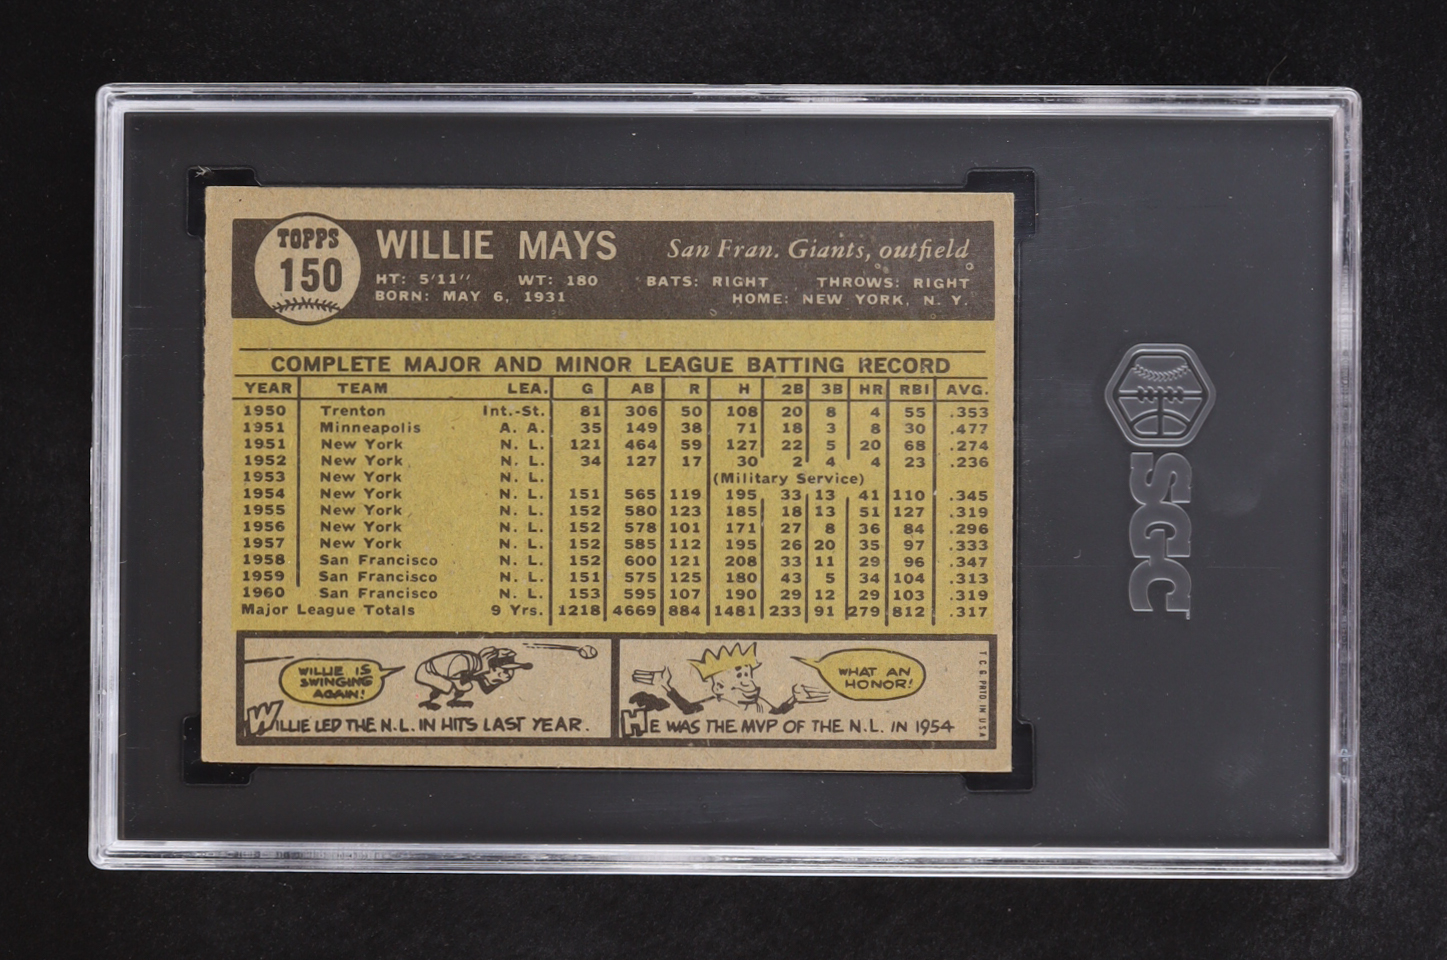 TOPPS
150
WILLIE MAYS San Fran. Giants, outfield
HT: 5'11'' WT: 180 BATS: RIGHT THROWS: RIGHT
BORN: MAY 6, 1931 HOME: NEW YORK, N. Y.
COMPLETE MAJOR AND MINOR LEAGUE BATTING RECORD
YEAR TEAM LEA. G AB R H 2B 3B HR RBI AVG.
1950 Trenton Int.-St. 81 306 50 108 20 8 4 55 .353
1951 Minneapolis A. A. 35 149 38 71 18 3 8 30 .477
1951 New York N. L. 121 464 59 127 22 5 20 68 .274
1952 New York N. L. 34 127 17 30 2 4 4 23 .236
1953 New York N. L. (Military Service)
1954 New York N. L. 151 565 119 195 33 13 41 110 .345
1955 New York N. L. 152 580 123 185 18 13 51 127 .319
1956 New York N. L. 152 578 101 171 27 8 36 84 .296
1957 New York N. L. 152 585 112 195 26 20 35 97 .333
1958 San Francisco N. L. 152 600 121 208 33 11 29 96 .347
1959 San Francisco N. L. 151 575 125 180 43 5 34 104 .313
1960 San Francisco N. L. 153 595 107 190 29 12 29 103 .319
Major League Totals 9 Yrs. 1218 4669 884 1481 233 91 279 812 .317
WILLIE IS
SWINGING
AGAIN!
WILLIE LED THE N.L. IN HITS LAST YEAR.
WHAT AN
HONOR!
HE WAS THE MVP OF THE N.L. IN 1954
T. C. G. PRTD. IN U.S.A.
SGC